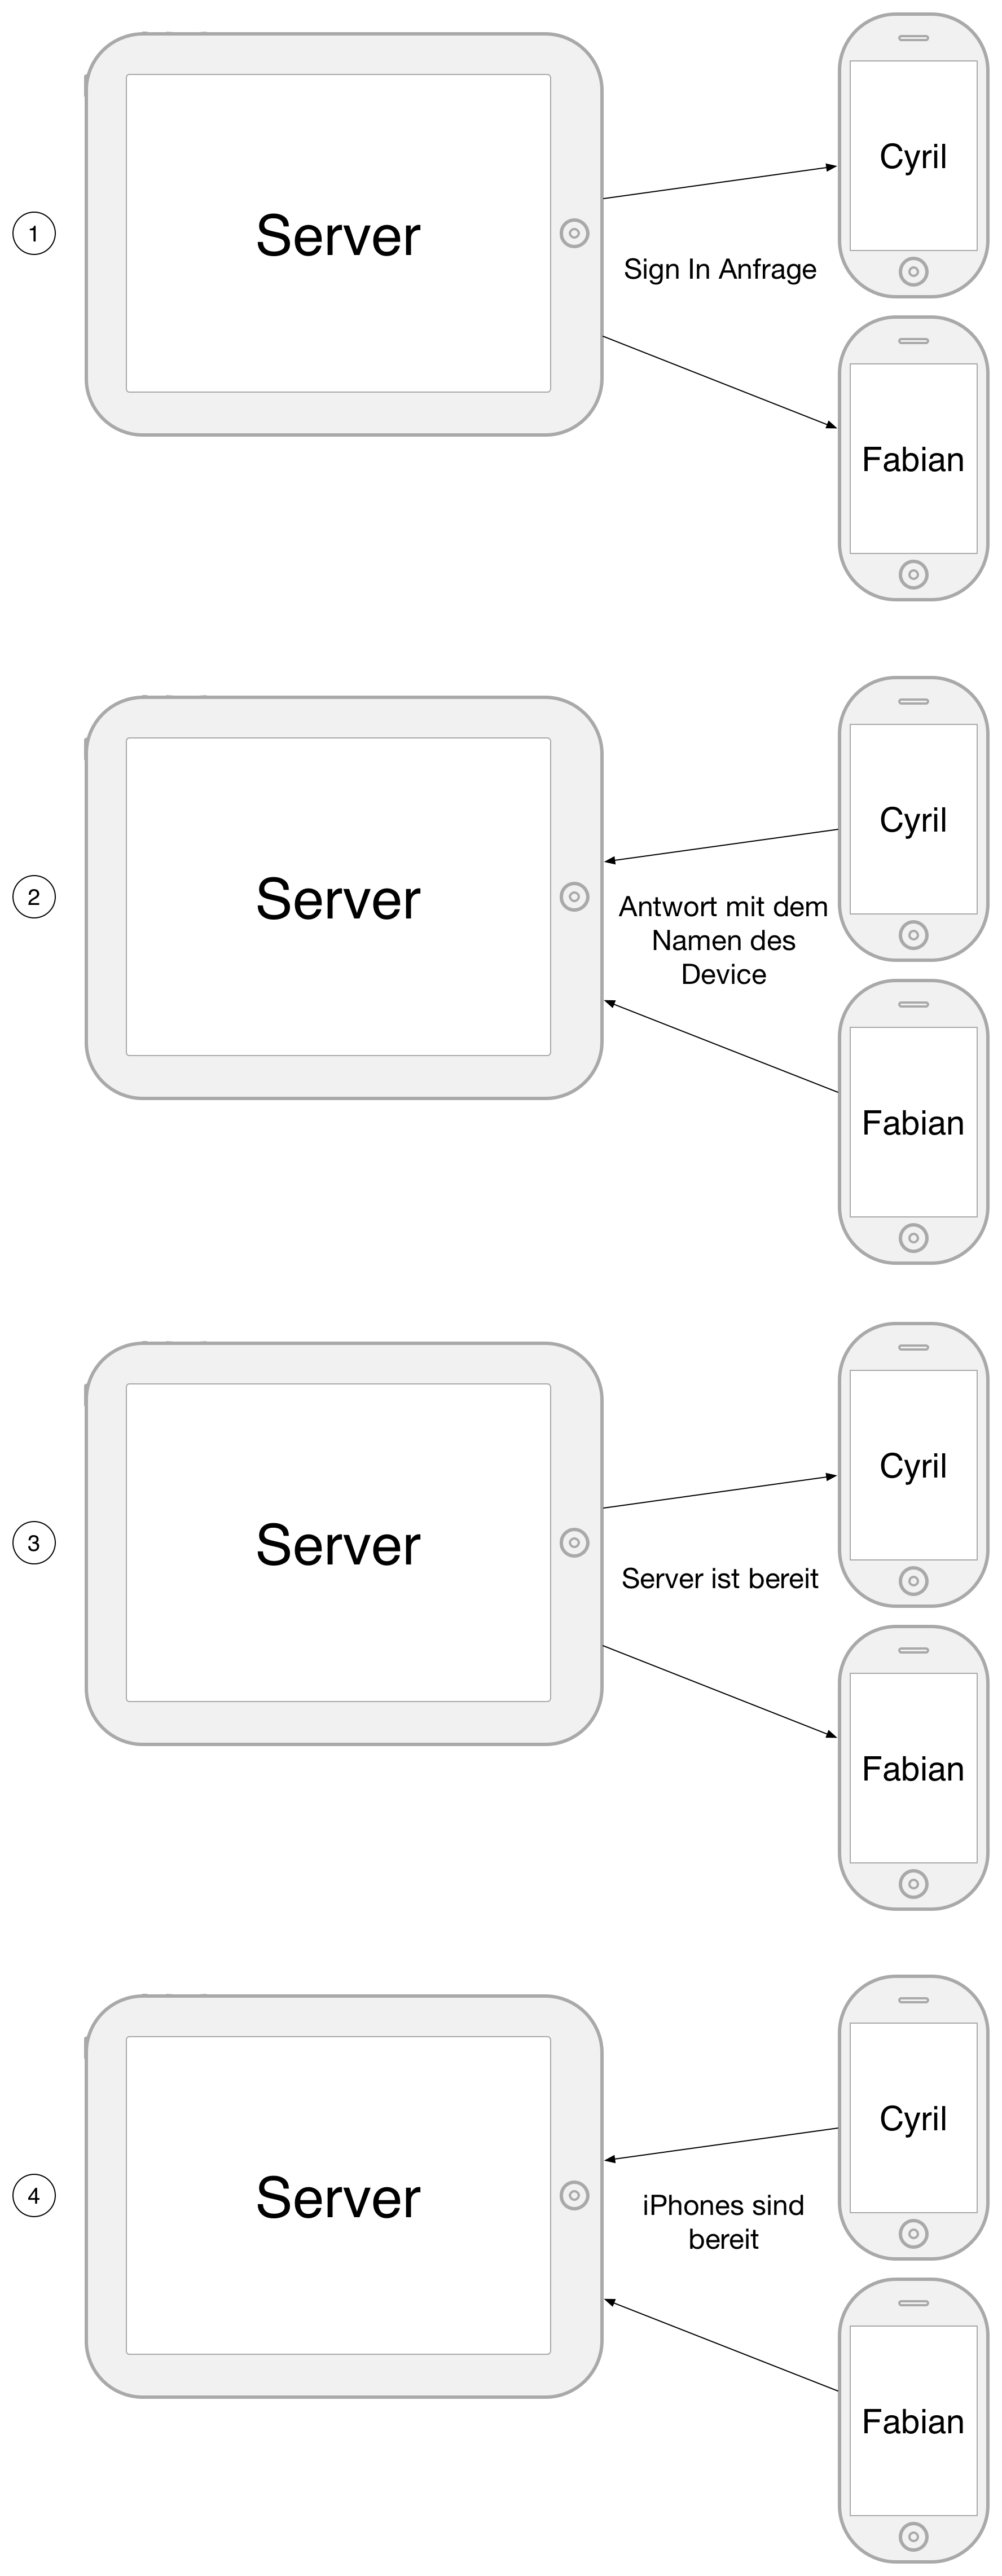 1
Server
Sign In Anfrage
Cyril
Fabian
2
Server
Antwort mit dem
Namen des
Device
Cyril
Fabian
3
Server
Server ist bereit
Cyril
Fabian
4
Server
iPhones sind
bereit
Cyril
Fabian